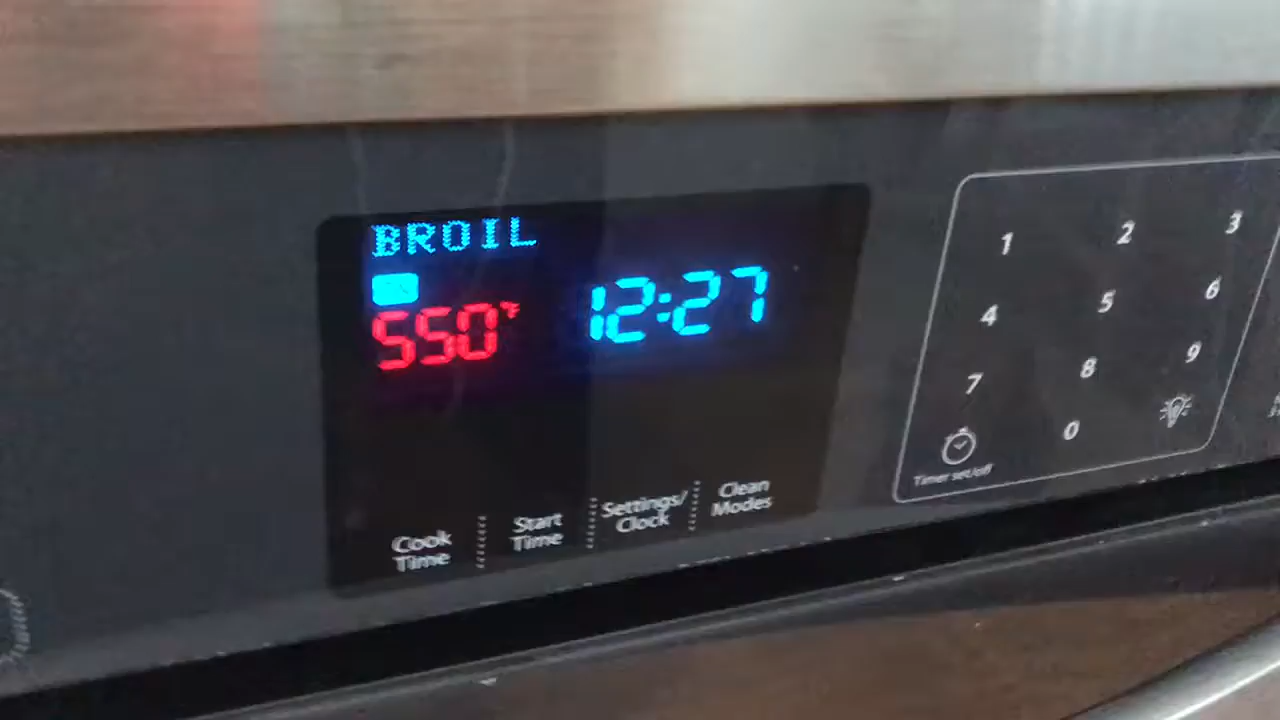 BROIL
ON
550°F 12:27
Cook Time
Start Time
Settings/ Clock
Clean Modes
1 2 3
4 5 6
7 8 9
0
Timer set/off